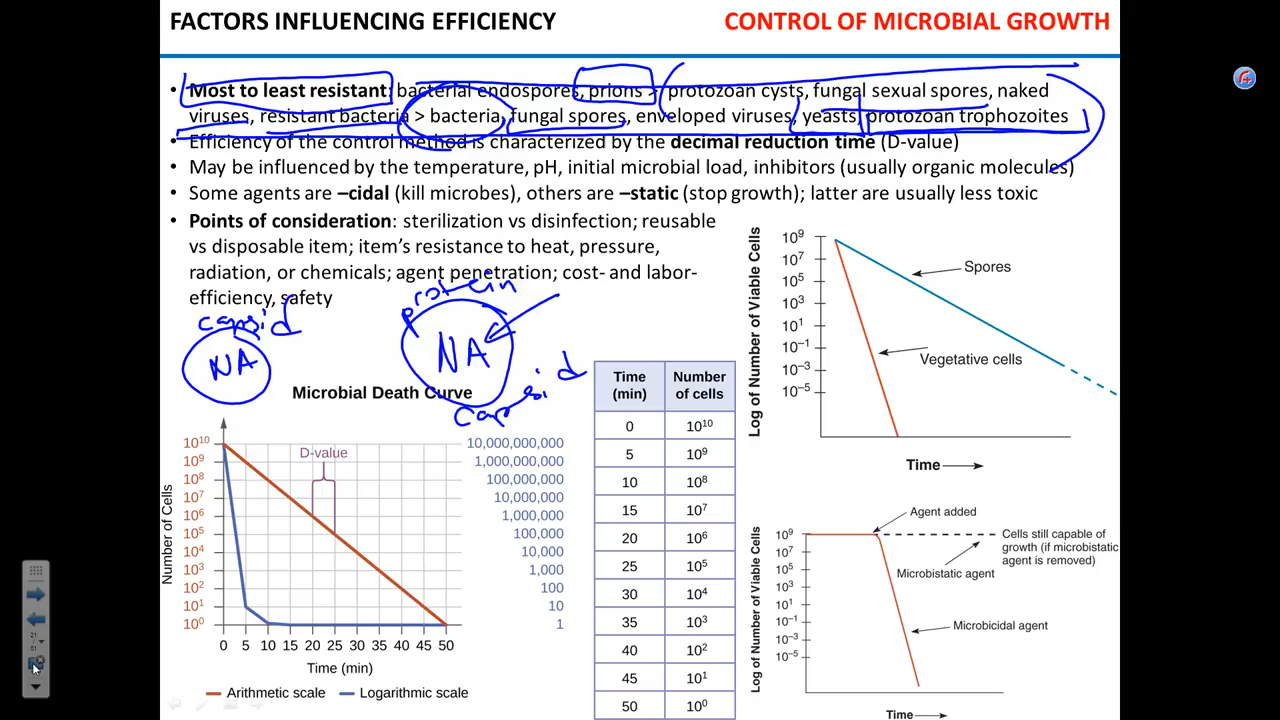 FACTORS INFLUENCING EFFICIENCY
CONTROL OF MICROBIAL GROWTH
• Most to least resistant: bacterial endospores, prions > protozoan cysts, fungal sexual spores, naked
viruses, resistant bacteria > bacteria, fungal spores, enveloped viruses, yeasts, protozoan trophozoites
• Efficiency of the control method is characterized by the decimal reduction time (D-value)
• May be influenced by the temperature, pH, initial microbial load, inhibitors (usually organic molecules)
• Some agents are –cidal (kill microbes), others are –static (stop growth); latter are usually less toxic
• Points of consideration: sterilization vs disinfection; reusable
vs disposable item; item's resistance to heat, pressure,
radiation, or chemicals; agent penetration; cost- and labor-
efficiency, safety
capsid
NA
protein
NA
capsid
Microbial Death Curve
Number of Cells
10¹⁰
10⁹
10⁸
10⁷
10⁶
10⁵
10⁴
10³
10²
10¹
10⁰
D-value
10,000,000,000
1,000,000,000
100,000,000
10,000,000
1,000,000
100,000
10,000
1,000
100
10
1
0 5 10 15 20 25 30 35 40 45 50
Time (min)
Arithmetic scale Logarithmic scale
Time (min) Number of cells
0 10¹⁰
5 10⁹
10 10⁸
15 10⁷
20 10⁶
25 10⁵
30 10⁴
35 10³
40 10²
45 10¹
50 10⁰
Log of Number of Viable Cells
10⁹
10⁷
10⁵
10³
10¹
10⁻¹
10⁻³
10⁻⁵
Spores
Vegetative cells
Time
Log of Number of Viable Cells
10⁹
10⁷
10⁵
10³
10¹
10⁻¹
10⁻³
10⁻⁵
Agent added
Cells still capable of
growth (if microbistatic
agent is removed)
Microbistatic agent
Microbicidal agent
Time
21
/
61